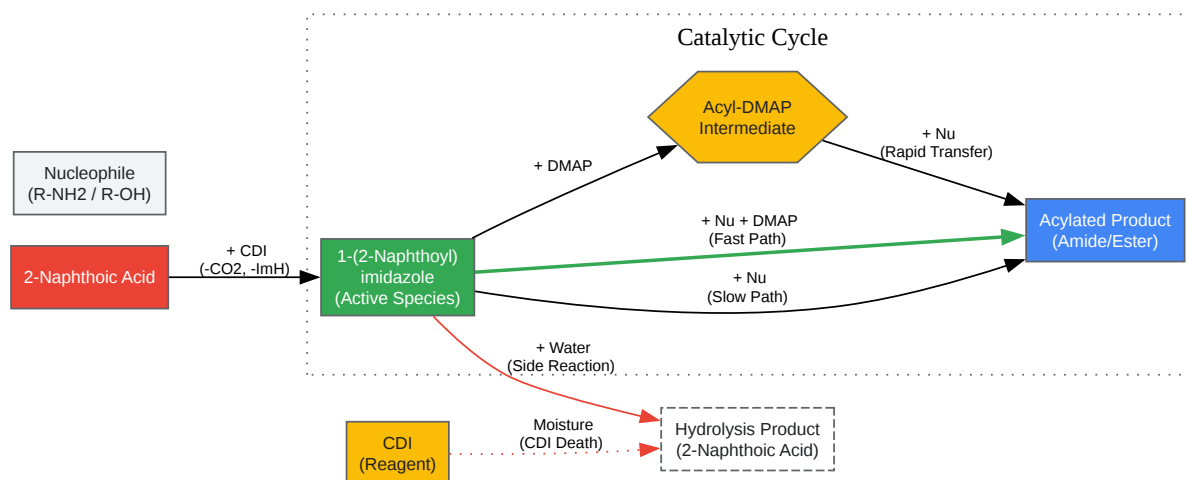 Catalytic Cycle
Acyl-DMAP
Intermediate
+ Nu
(Rapid Transfer)
+ DMAP
Nucleophile
(R-NH2 / R-OH)
+ Nu + DMAP
(Fast Path)
Acylated Product
(Amide/Ester)
2-Naphthoic Acid
+ CDI
(-CO2, -ImH)
1-(2-Naphthoyl)
imidazole
(Active Species)
+ Nu
(Slow Path)
+ Water
(Side Reaction)
CDI
(Reagent)
Moisture
(CDI Death)
Hydrolysis Product
(2-Naphthoic Acid)